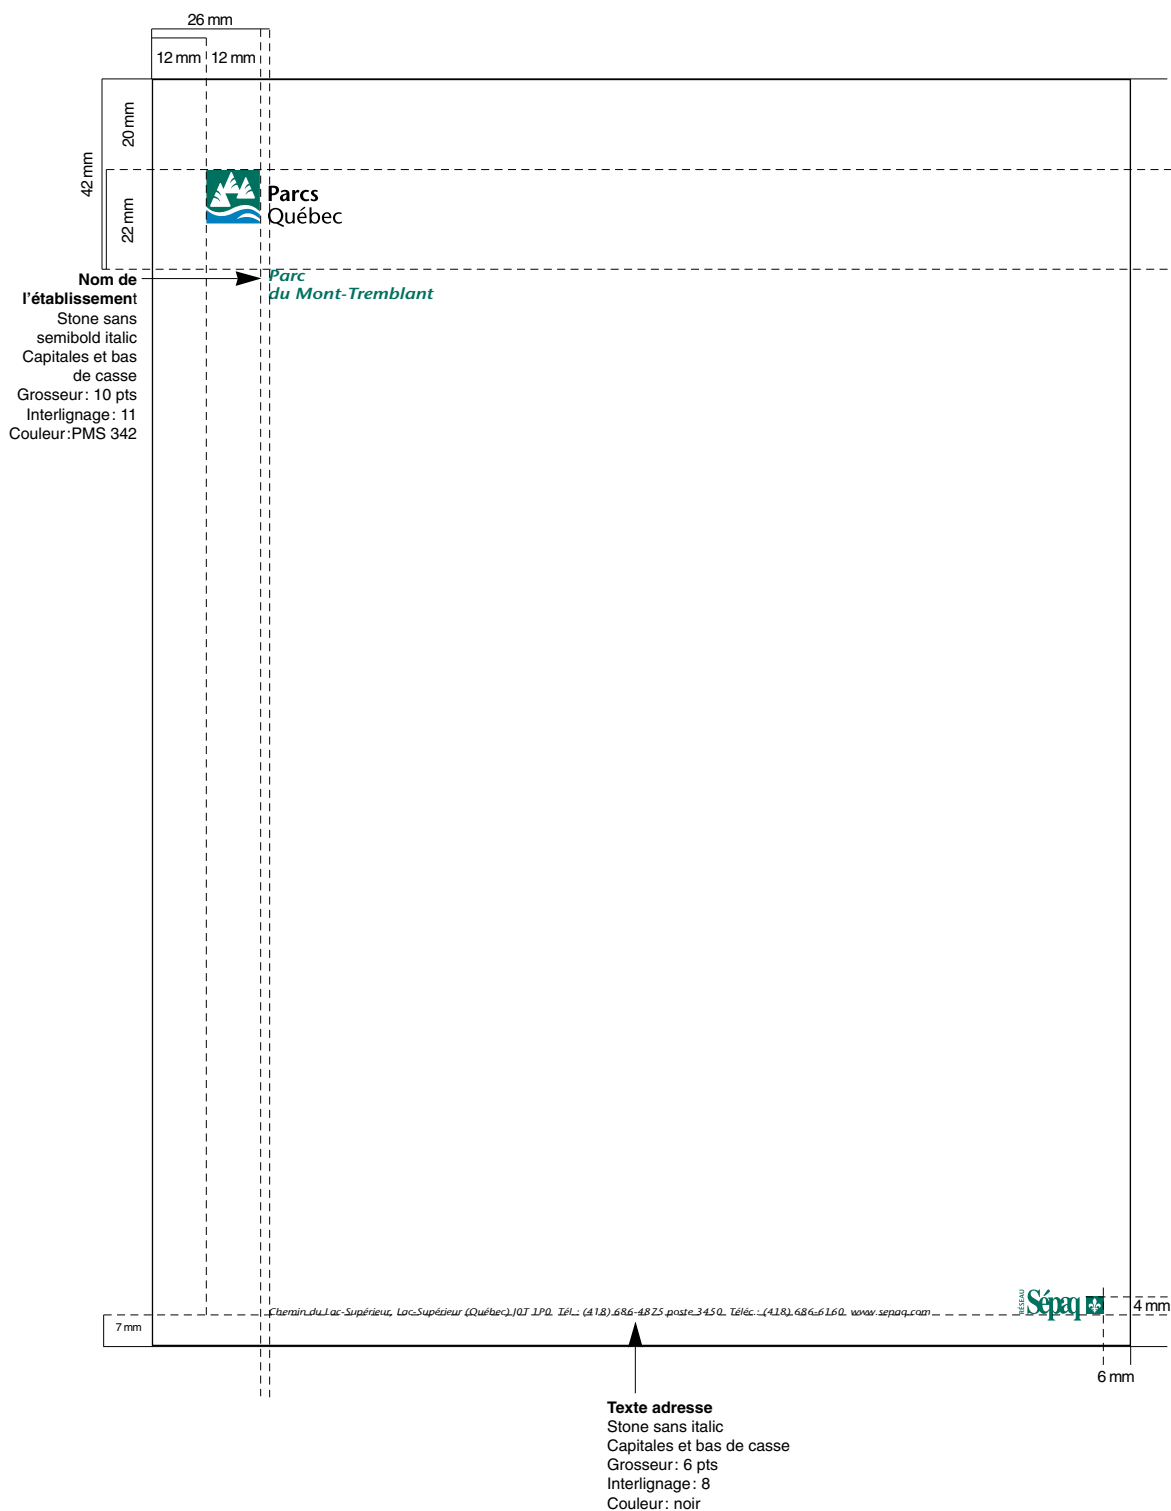 26 mm
12 mm 12 mm
20 mm
42 mm
22 mm
Parcs
Québec
Parc
du Mont-Tremblant
Nom de
l'établissement
Stone sans
semibold italic
Capitales et bas
de casse
Grosseur : 10 pts
Interlignage : 11
Couleur :PMS 342
Chemin du Lac-Supérieur, Lac-Supérieur (Québec) J0T 1P0 Tél. : (418) 686-4875 poste 3450 Téléc. : (418) 686-6160 www.sepaq.com
RÉSEAU
Sépaq
4 mm
7 mm
6 mm
Texte adresse
Stone sans italic
Capitales et bas de casse
Grosseur : 6 pts
Interlignage : 8
Couleur : noir